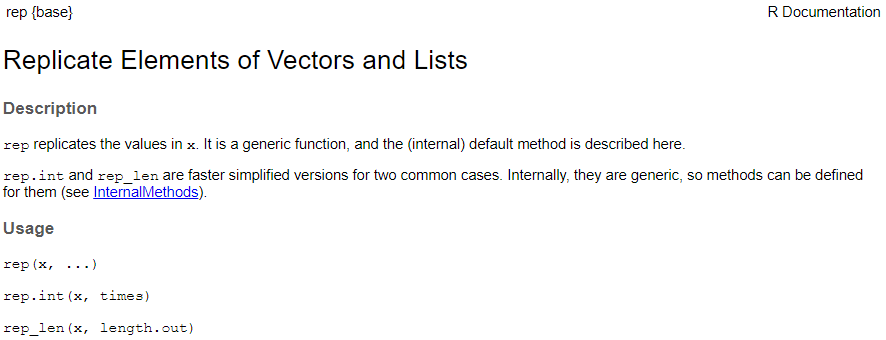 rep {base}
R Documentation
Replicate Elements of Vectors and Lists
Description
rep replicates the values in x. It is a generic function, and the (internal) default method is described here.
rep.int and rep_len are faster simplified versions for two common cases. Internally, they are generic, so methods can be defined
for them (see InternalMethods).
Usage
rep(x, ...)
rep.int(x, times)
rep_len(x, length.out)